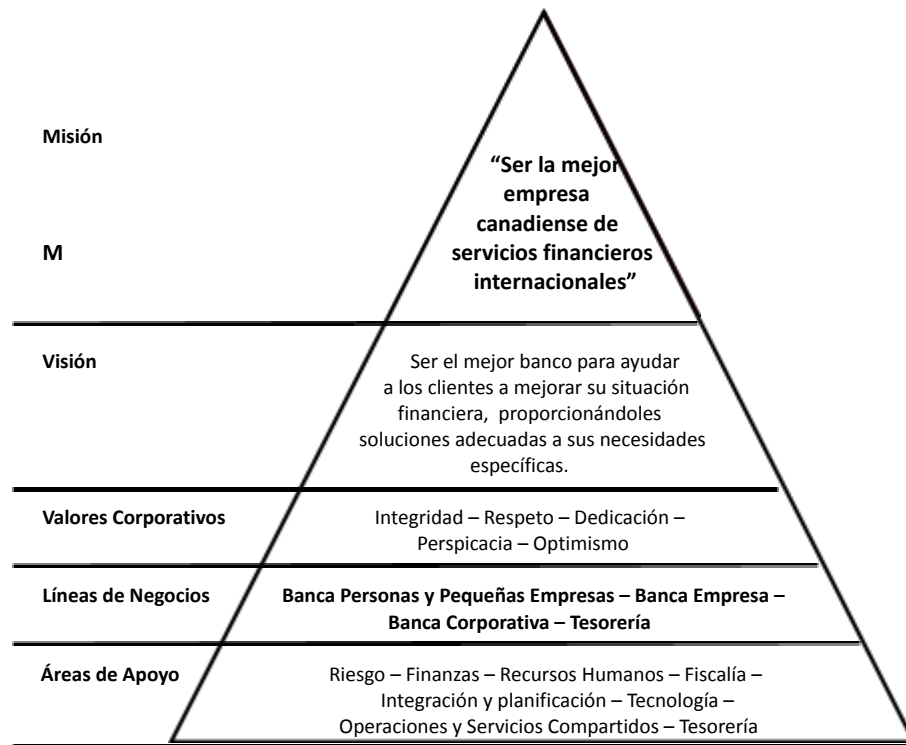 Misión
“Ser la mejor
empresa
canadiense de
M
servicios financieros
internacionales”
Visión
Ser el mejor banco para ayudar
a los clientes a mejorar su situación
financiera, proporcionándoles
soluciones adecuadas a sus necesidades
específicas.
Valores Corporativos
Integridad – Respeto – Dedicación –
Perspicacia – Optimismo
Líneas de Negocios
Banca Personas y Pequeñas Empresas – Banca Empresa –
Banca Corporativa – Tesorería
Áreas de Apoyo
Riesgo – Finanzas – Recursos Humanos – Fiscalía –
Integración y planificación – Tecnología –
Operaciones y Servicios Compartidos – Tesorería